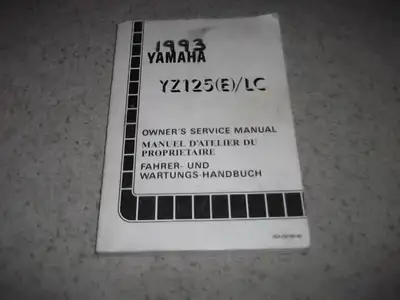 1993
YAMAHA
YZ125(E)/LC
OWNER'S SERVICE MANUAL
MANUEL D'ATELIER DU
PROPRIETAIRE
FAHRER- UND
WARTUNGS-HANDBUCH